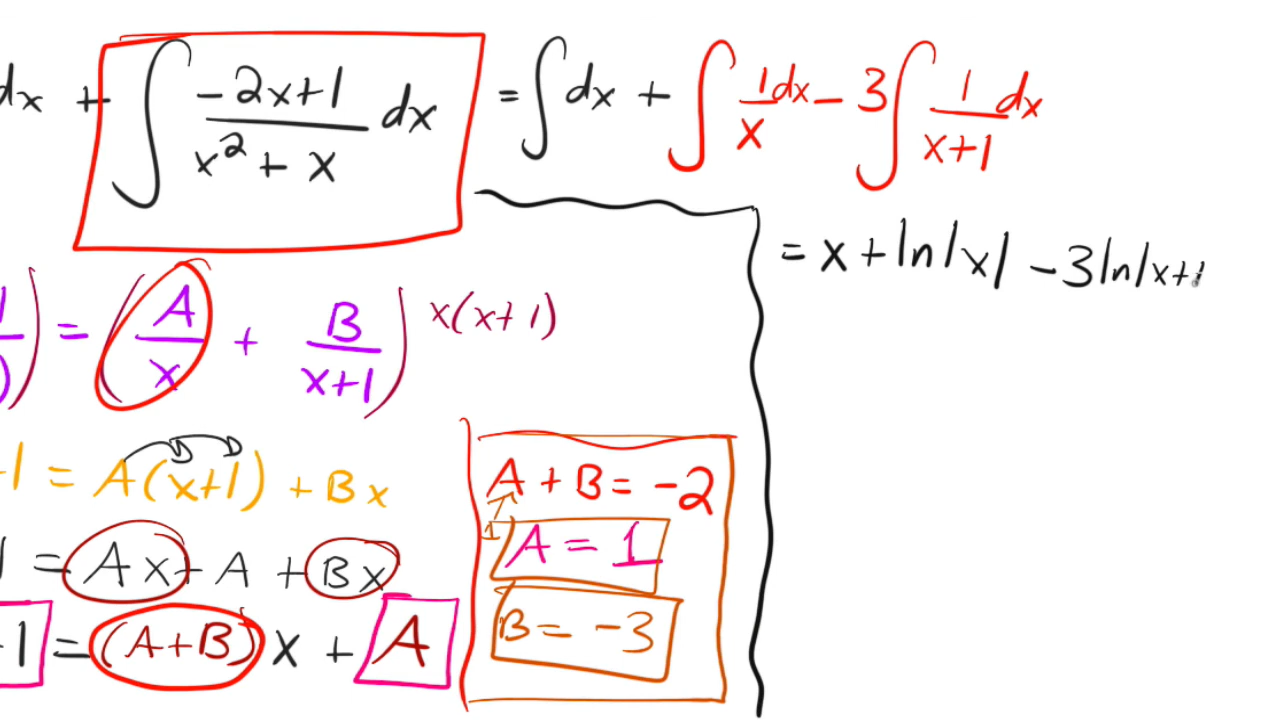 dx + ∫ (-2x+1)/(x² + x) dx = ∫ dx + ∫ 1/x dx - 3 ∫ 1/(x+1) dx
= x + ln|x| - 3ln|x+1
= (A/x + B/(x+1)) x(x+1)
1 = A(x+1) + Bx
= Ax + A + Bx
1 = (A+B)x + A
A + B = -2
1
A = 1
B = -3